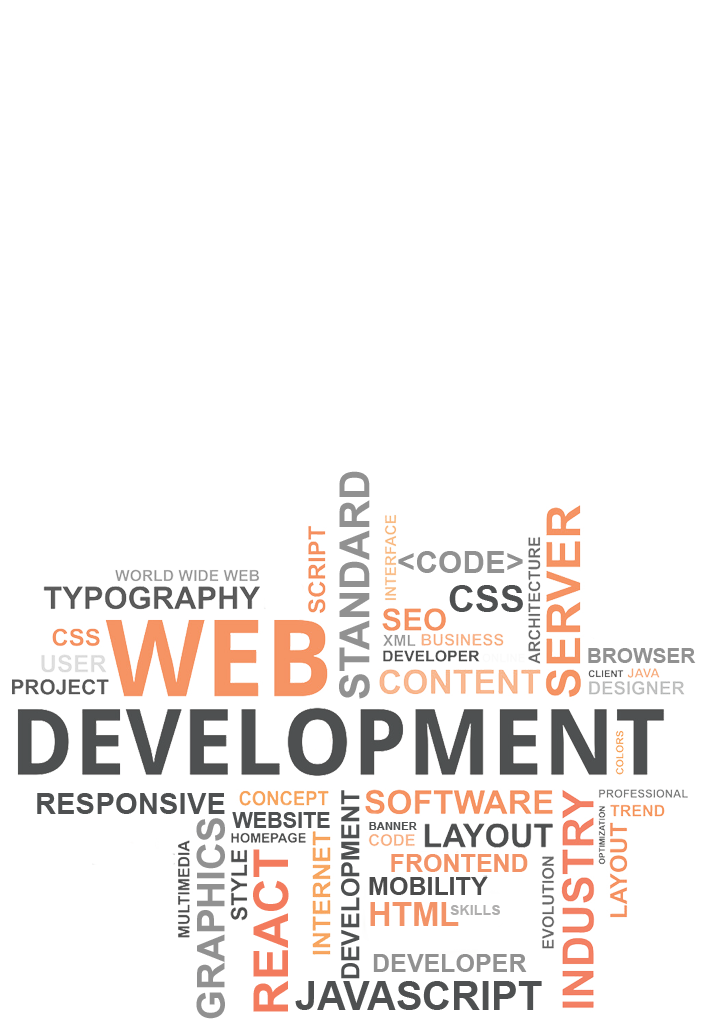 STANDARD
SERVER
INTERFACE
SCRIPT
<CODE>
ARCHITECTURE
WORLD WIDE WEB
TYPOGRAPHY
CSS
SEO
WEB
CSS
XML
BUSINESS
USER
DEVELOPER
BROWSER
PROJECT
CONTENT
CLIENT
JAVA
DESIGNER
DEVELOPMENT
COLORS
RESPONSIVE
CONCEPT
DEVELOPMENT
SOFTWARE
INDUSTRY
PROFESSIONAL
WEBSITE
TREND
OPTIMIZATION
GRAPHICS
HOMEPAGE
INTERNET
BANNER
CODE
LAYOUT
LAYOUT
MULTIMEDIA
STYLE
REACT
FRONTEND
EVOLUTION
MOBILITY
HTML
SKILLS
DEVELOPER
JAVASCRIPT